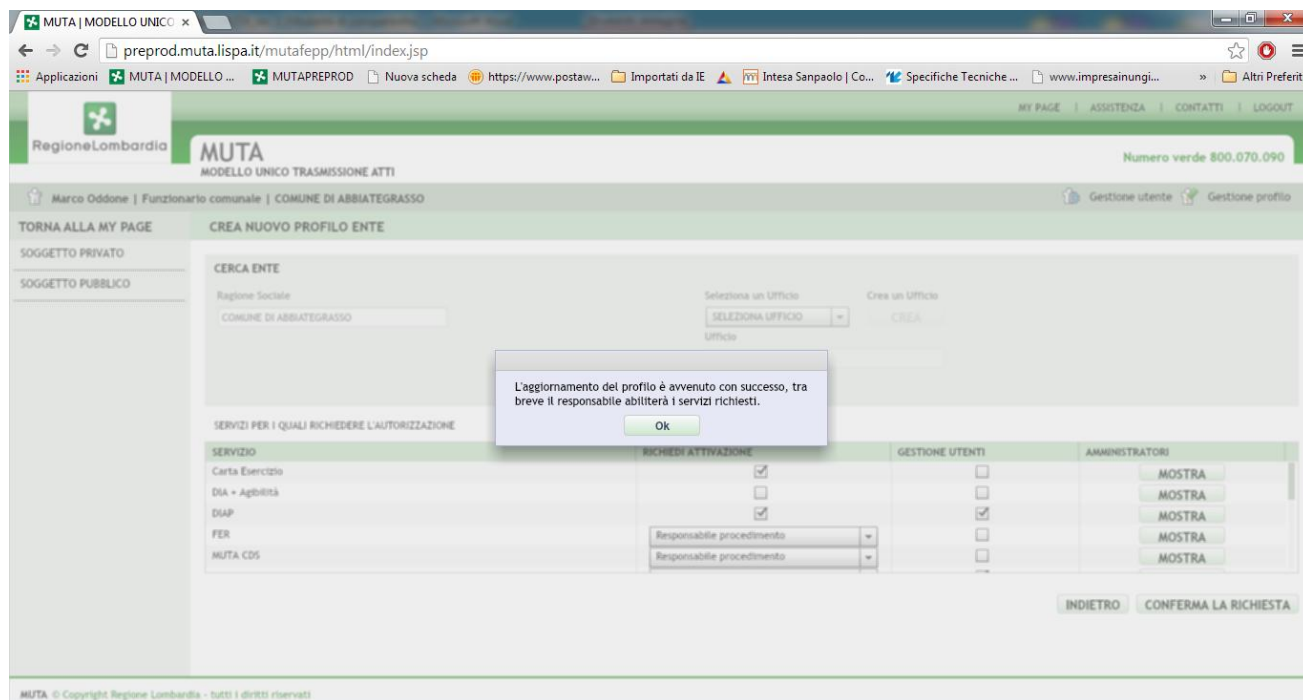 MUTA | MODELLO UNICO
preprod.muta.lispa.it/mutafepp/html/index.jsp
Applicazioni MUTA | MODELLO ... MUTAPREPROD Nuova scheda https://www.postaw... Importati da IE Intesa Sanpaolo | Co... Specifiche Tecniche ... www.impresainungi... » Altri Preferit
MY PAGE | ASSISTENZA | CONTATTI | LOGOUT
RegioneLombardia
MUTA
MODELLO UNICO TRASMISSIONE ATTI
Numero verde 800.070.090
Marco Oddone | Funzionario comunale | COMUNE DI ABBIATEGRASSO
Gestione utente Gestione profilo
TORNA ALLA MY PAGE
SOGGETTO PRIVATO
SOGGETTO PUBBLICO
CREA NUOVO PROFILO ENTE
CERCA ENTE
Ragione Sociale
COMUNE DI ABBIATEGRASSO
Seleziona un Ufficio Crea un Ufficio
SELEZIONA UFFICIO CREA
Ufficio
L'aggiornamento del profilo è avvenuto con successo, tra
breve il responsabile abiliterà i servizi richiesti.
Ok
SERVIZI PER I QUALI RICHIEDERE L'AUTORIZZAZIONE
SERVIZIO RICHIEDI ATTIVAZIONE GESTIONE UTENTI AMMINISTRATORI
Carta Esercizio MOSTRA
DIA + Agibilità MOSTRA
DIAP MOSTRA
FER Responsabile procedimento MOSTRA
MUTA CDS Responsabile procedimento MOSTRA
INDIETRO CONFERMA LA RICHIESTA
MUTA © Copyright Regione Lombardia - tutti i diritti riservati